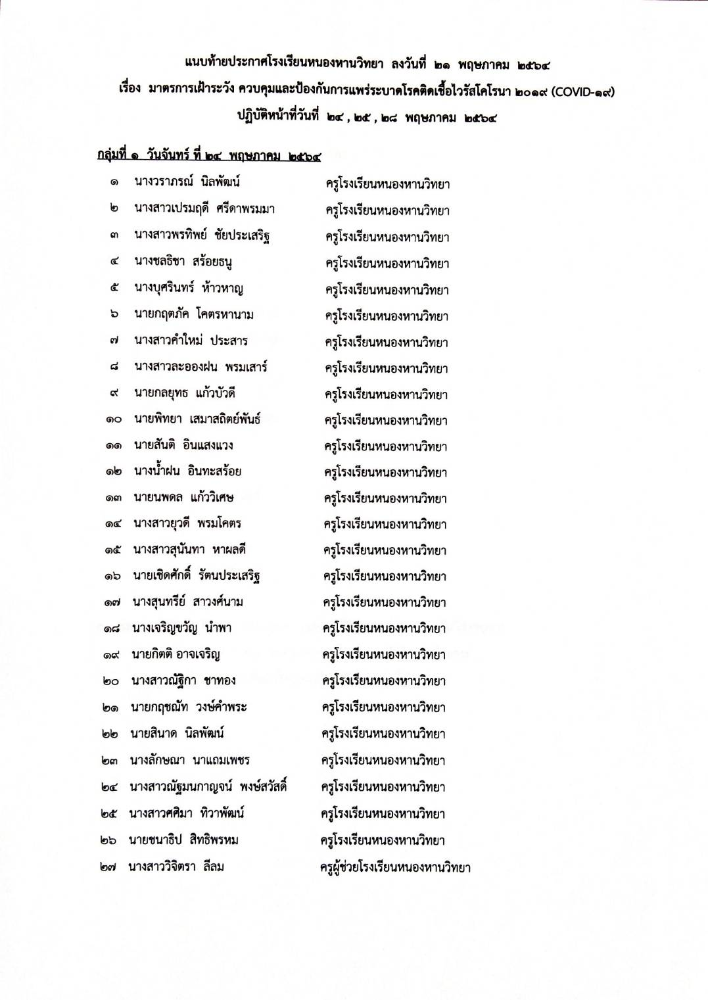 แนบท้ายประกาศโรงเรียนหนองหานวิทยา ลงวันที่ ๒๑ พฤษภาคม ๒๕๖๔
เรื่อง มาตรการเฝ้าระวัง ควบคุมและป้องกันการแพร่ระบาดโรคติดเชื้อไวรัสโคโรนา ๒๐๑๙ (COVID-๑๙)
ปฏิบัติหน้าที่วันที่ ๒๔ , ๒๕ , ๒๘ พฤษภาคม ๒๕๖๔
กลุ่มที่ ๑ วันจันทร์ ที่ ๒๔ พฤษภาคม ๒๕๖๔
๑ นางวราภรณ์ นิลพัฒน์ ครูโรงเรียนหนองหานวิทยา
๒ นางสาวเปรมฤดี ศรีดาพรมมา ครูโรงเรียนหนองหานวิทยา
๓ นางสาวพรทิพย์ ชัยประเสริฐ ครูโรงเรียนหนองหานวิทยา
๔ นางชลธิชา สร้อยธนู ครูโรงเรียนหนองหานวิทยา
๕ นางบุศรินทร์ ห้าวหาญ ครูโรงเรียนหนองหานวิทยา
๖ นายกฤตภัค โคตรหานาม ครูโรงเรียนหนองหานวิทยา
๗ นางสาวคำใหม่ ประสาร ครูโรงเรียนหนองหานวิทยา
๘ นางสาวละอองฝน พรมเสาร์ ครูโรงเรียนหนองหานวิทยา
๙ นายกลยุทธ แก้วบัวดี ครูโรงเรียนหนองหานวิทยา
๑๐ นายพิทยา เสมาสถิตย์พันธ์ ครูโรงเรียนหนองหานวิทยา
๑๑ นายสันติ อินแสงแวง ครูโรงเรียนหนองหานวิทยา
๑๒ นางน้ำฝน อินทะสร้อย ครูโรงเรียนหนองหานวิทยา
๑๓ นายนพดล แก้ววิเศษ ครูโรงเรียนหนองหานวิทยา
๑๔ นางสาวยุวดี พรมโคตร ครูโรงเรียนหนองหานวิทยา
๑๕ นางสาวสุนันทา หาผลดี ครูโรงเรียนหนองหานวิทยา
๑๖ นายเชิดศักดิ์ รัตนประเสริฐ ครูโรงเรียนหนองหานวิทยา
๑๗ นางสุนทรีย์ สาวงศ์นาม ครูโรงเรียนหนองหานวิทยา
๑๘ นางเจริญขวัญ นำพา ครูโรงเรียนหนองหานวิทยา
๑๙ นายกิตติ อาจเจริญ ครูโรงเรียนหนองหานวิทยา
๒๐ นางสาวณัฐิกา ชาทอง ครูโรงเรียนหนองหานวิทยา
๒๑ นายกฤชณัท วงษ์คำพระ ครูโรงเรียนหนองหานวิทยา
๒๒ นายสินาด นิลพัฒน์ ครูโรงเรียนหนองหานวิทยา
๒๓ นางลักษณา นาแถมเพชร ครูโรงเรียนหนองหานวิทยา
๒๔ นางสาวณัฐมนกาญจน์ พงษ์สวัสดิ์ ครูโรงเรียนหนองหานวิทยา
๒๕ นางสาวศศิมา ทิวาพัฒน์ ครูโรงเรียนหนองหานวิทยา
๒๖ นายชนาธิป สิทธิพรหม ครูโรงเรียนหนองหานวิทยา
๒๗ นางสาววิจิตรา ลีลม ครูผู้ช่วยโรงเรียนหนองหานวิทยา